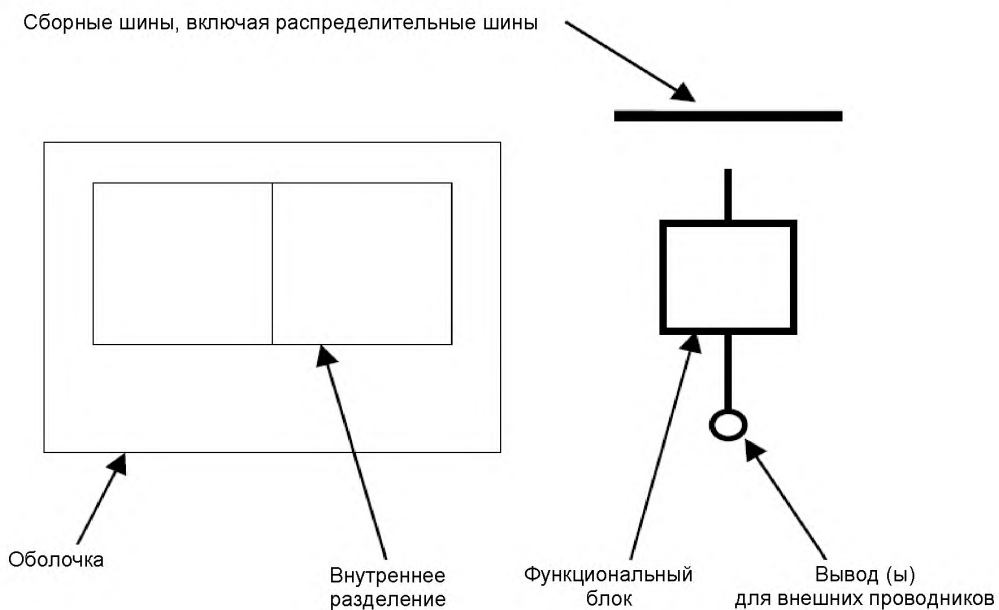 Сборные шины, включая распределительные шины
Оболочка
Внутреннее
разделение
Функциональный
блок
Вывод (ы)
для внешних проводников